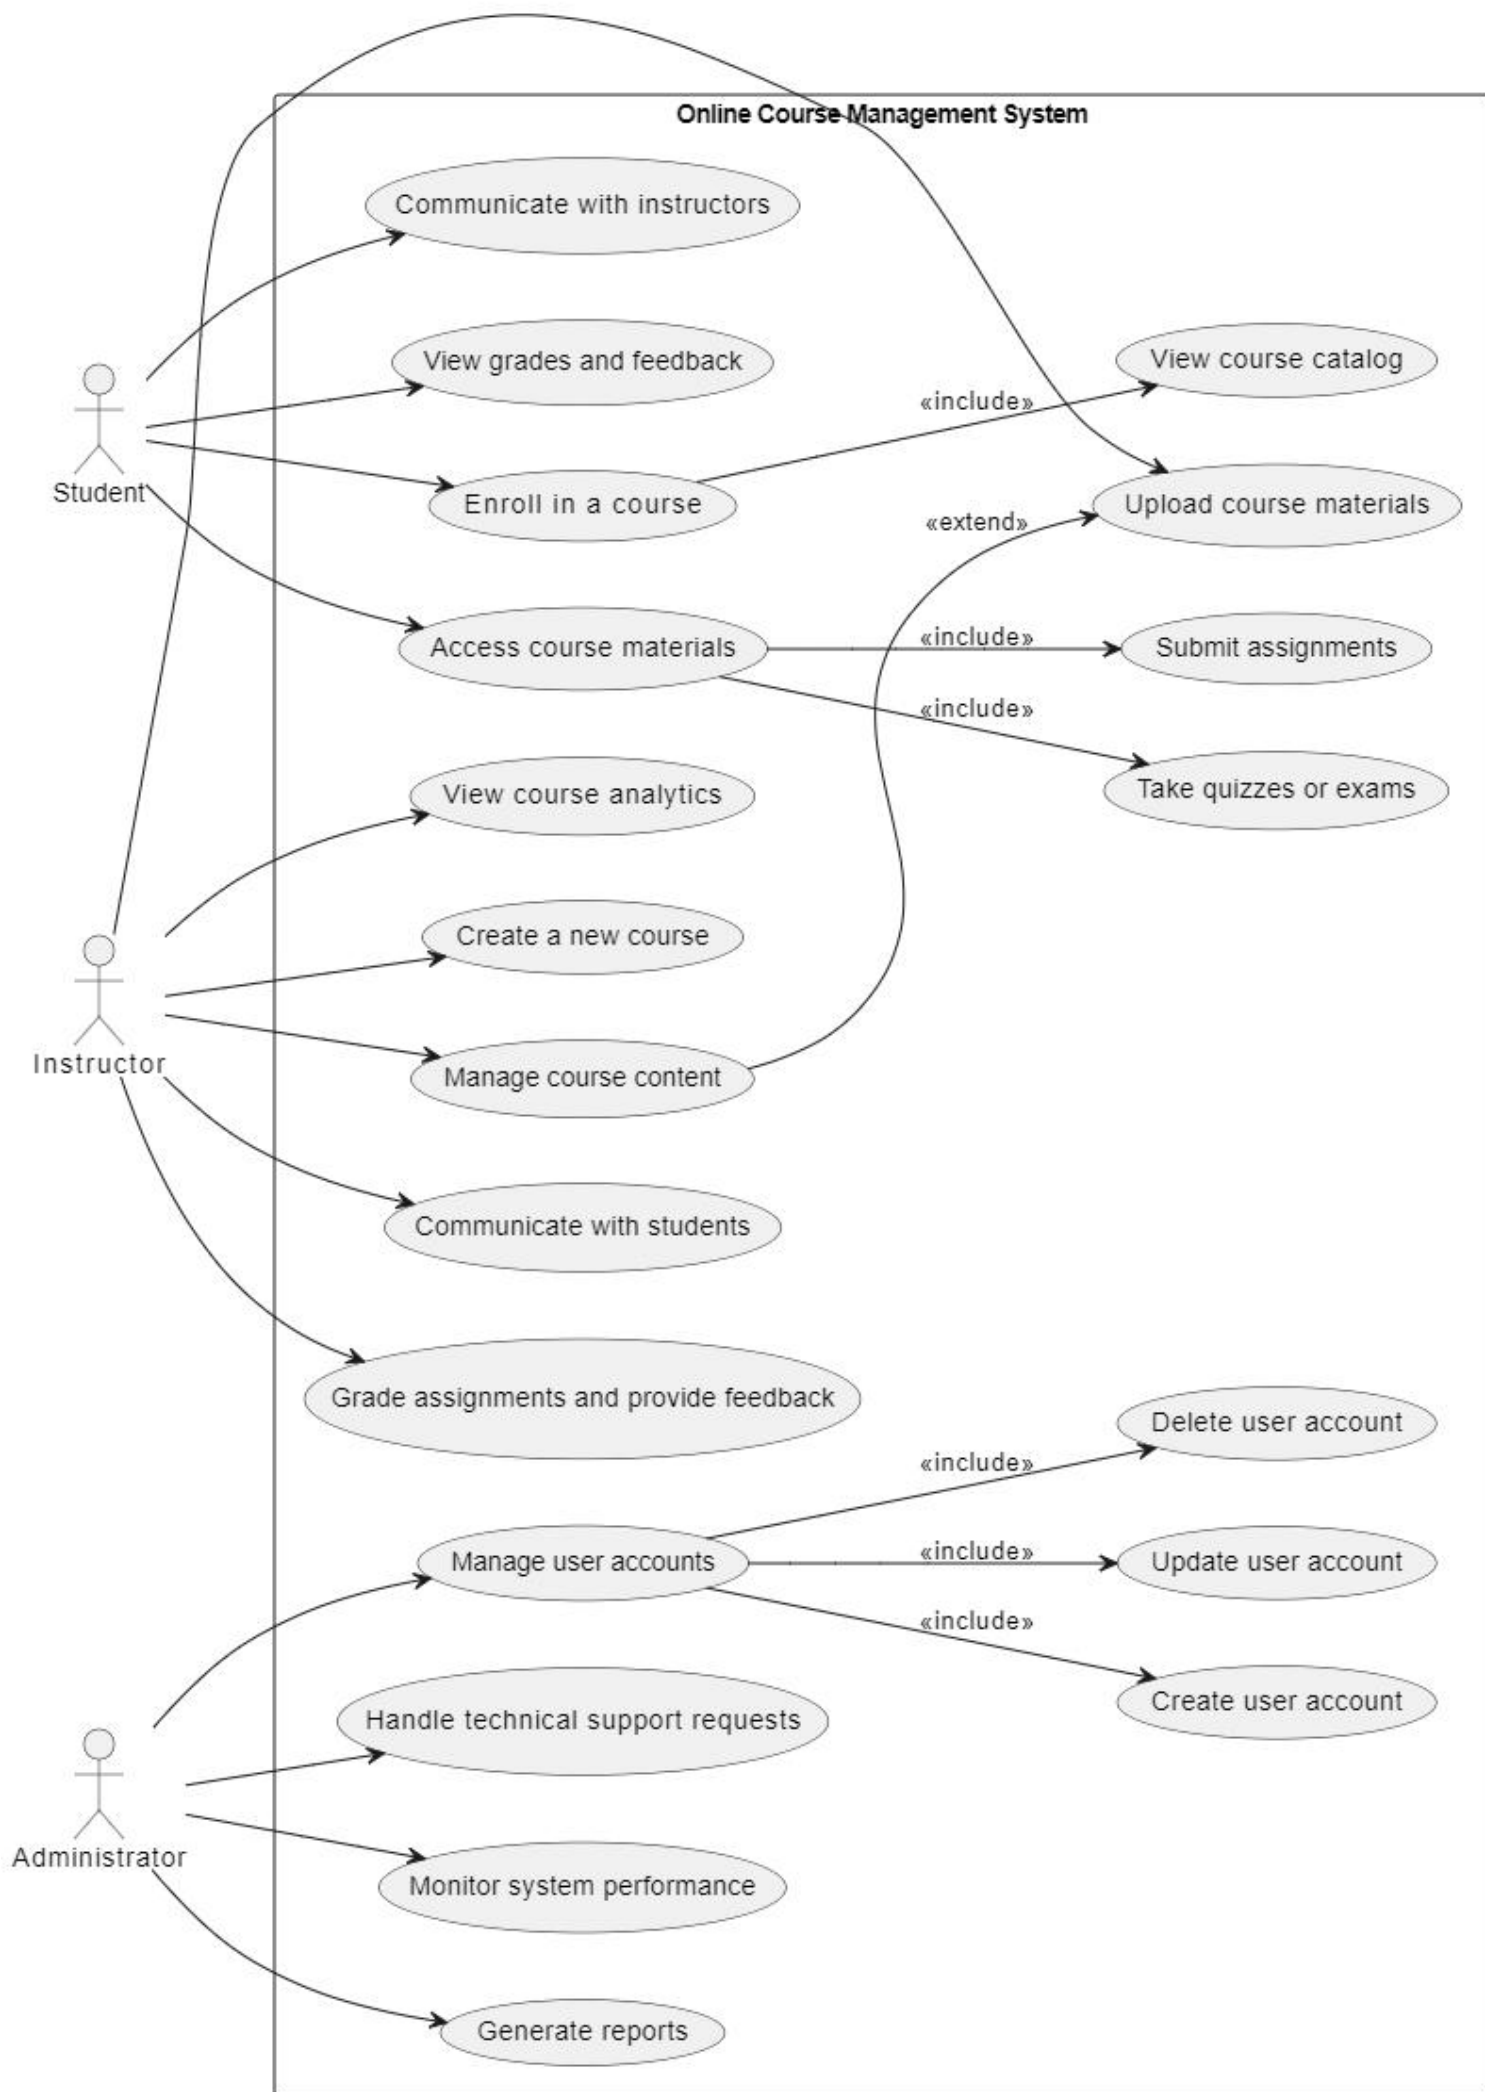 Online Course Management System
Communicate with instructors
View grades and feedback
View course catalog
«include»
Student
Enroll in a course
Upload course materials
«extend»
Access course materials
«include»
Submit assignments
«include»
Take quizzes or exams
View course analytics
Create a new course
Instructor
Manage course content
Communicate with students
Grade assignments and provide feedback
Delete user account
«include»
Manage user accounts
«include»
Update user account
«include»
Create user account
Handle technical support requests
Administrator
Monitor system performance
Generate reports